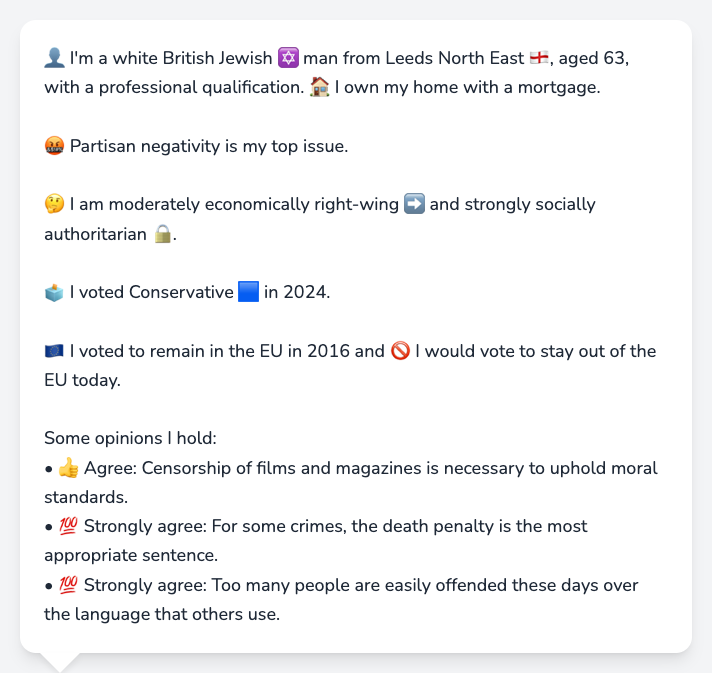 👤 I'm a white British Jewish ✡️ man from Leeds North East 🏴󠁧󠁢󠁥󠁮󠁧󠁿, aged 63,
with a professional qualification. 🏠 I own my home with a mortgage.
🤬 Partisan negativity is my top issue.
🤔 I am moderately economically right-wing ➡️ and strongly socially
authoritarian 🔒.
🗳️ I voted Conservative 🟦 in 2024.
🇪🇺 I voted to remain in the EU in 2016 and 🚫 I would vote to stay out of the
EU today.
Some opinions I hold:
• 👍 Agree: Censorship of films and magazines is necessary to uphold moral
standards.
• 💯 Strongly agree: For some crimes, the death penalty is the most
appropriate sentence.
• 💯 Strongly agree: Too many people are easily offended these days over
the language that others use.